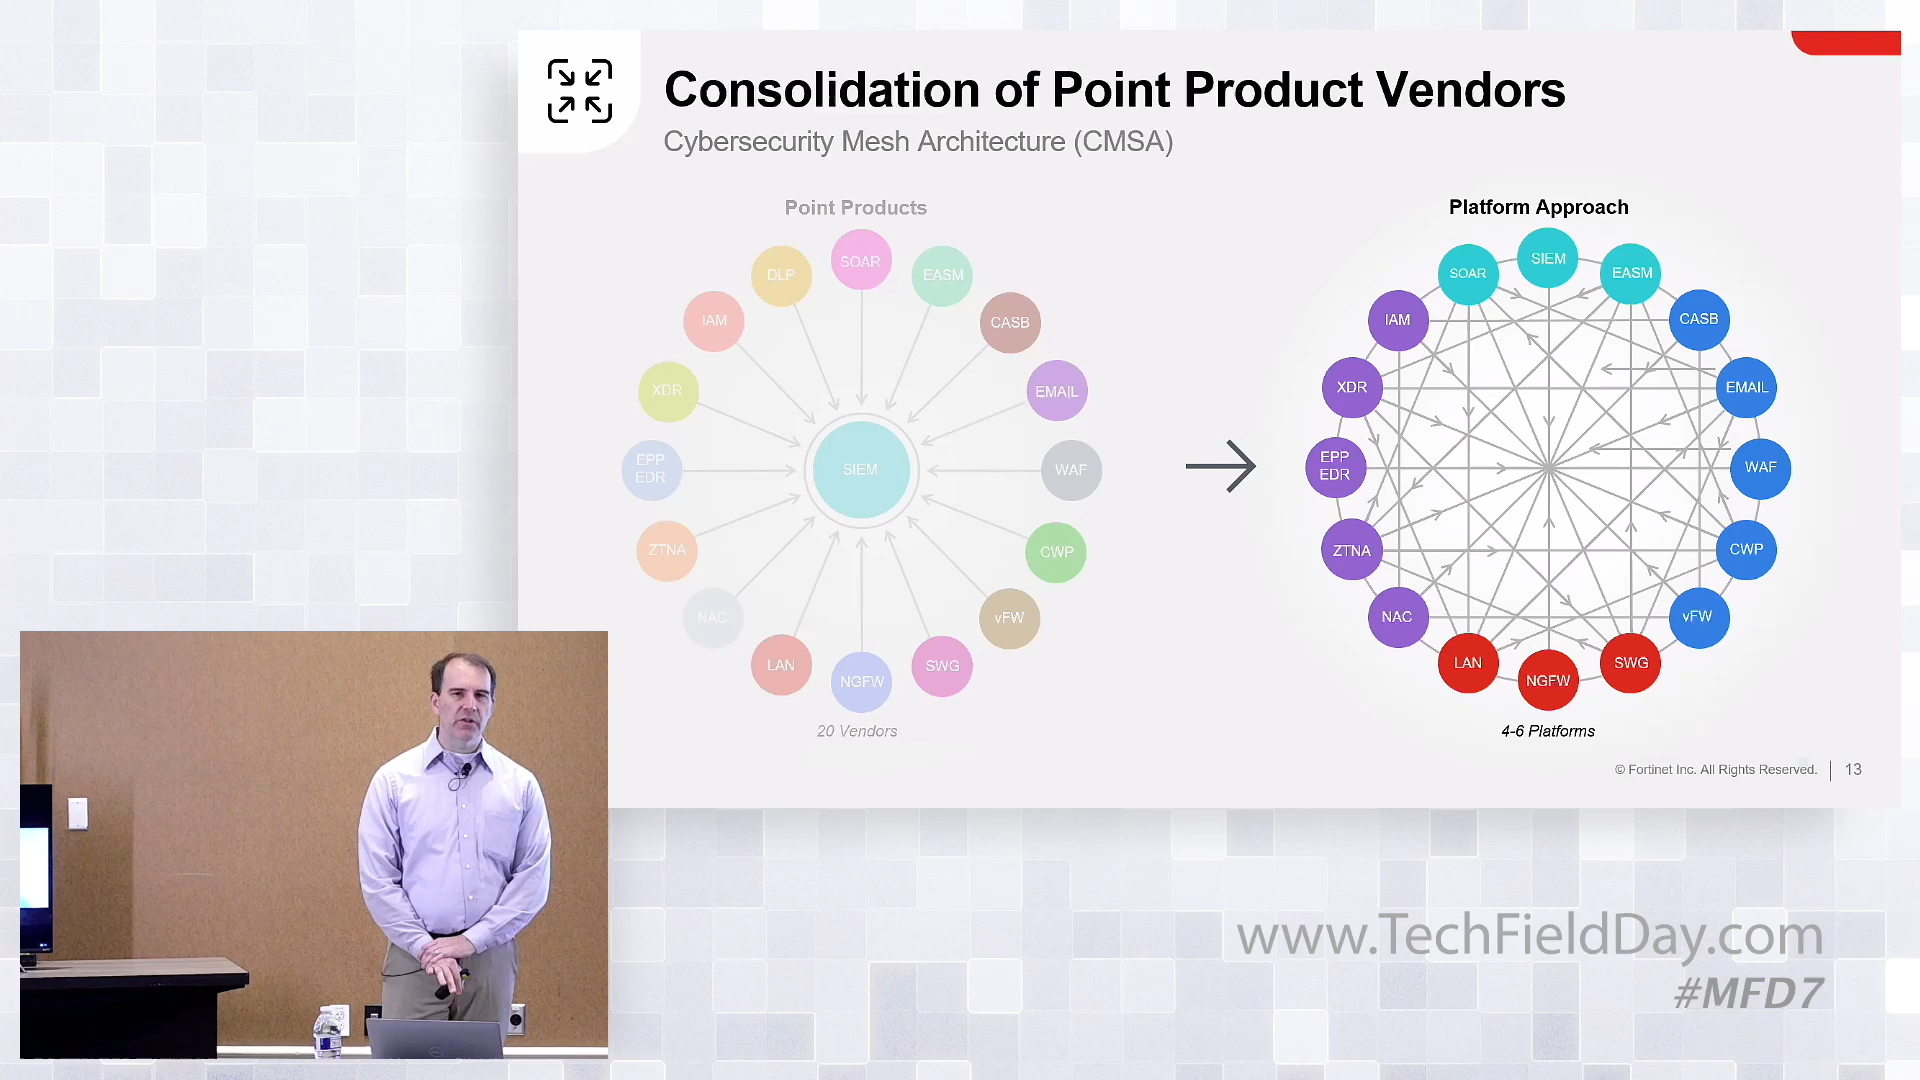 Consolidation of Point Product Vendors
Cybersecurity Mesh Architecture (CMSA)
Point Products
SOAR
DLP
EASM
IAM
CASB
XDR
EMAIL
EPP
EDR
SIEM
WAF
ZTNA
CWP
NAC
vFW
LAN
NGFW
SWG
20 Vendors
Platform Approach
SIEM
SOAR
EASM
IAM
CASB
XDR
EMAIL
EPP
EDR
WAF
ZTNA
CWP
NAC
vFW
LAN
NGFW
SWG
4-6 Platforms
© Fortinet Inc. All Rights Reserved.
13
www.TechFieldDay.com
#MFD7